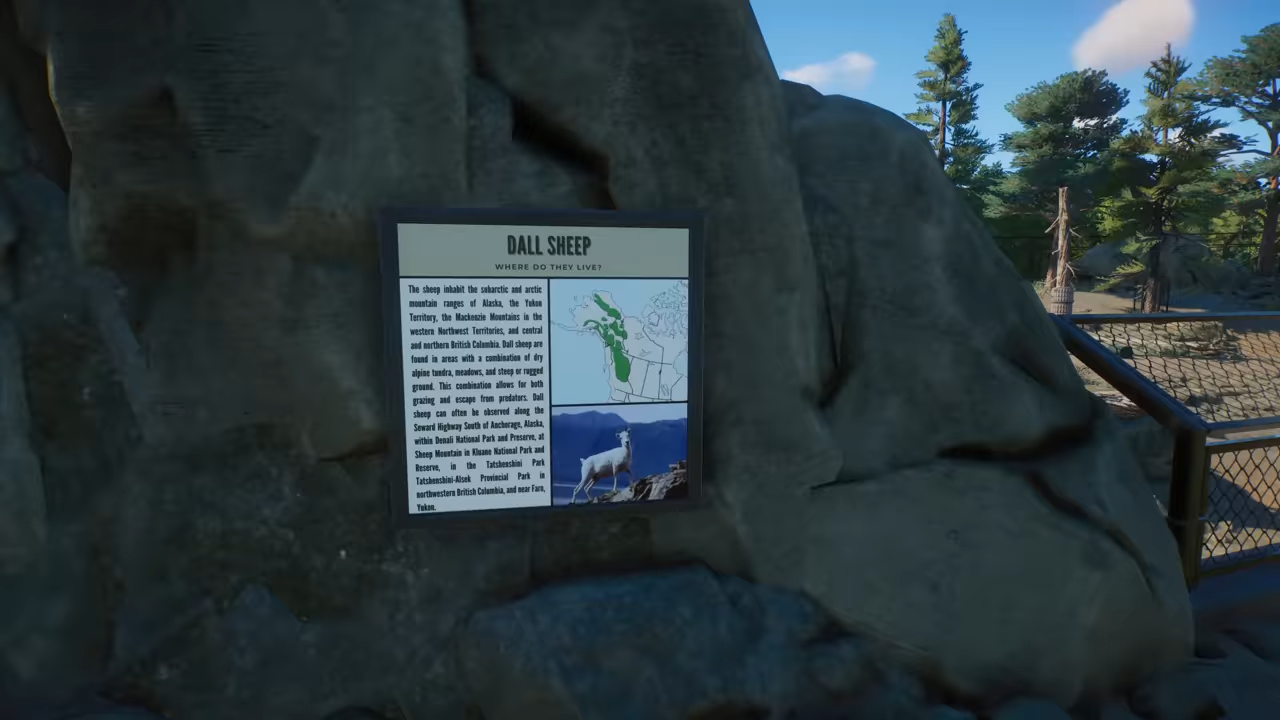 DALL SHEEP
WHERE DO THEY LIVE?
The sheep inhabit the subarctic and arctic
mountain ranges of Alaska, the Yukon
Territory, the Mackenzie Mountains in the
western Northwest Territories, and central
and northern British Columbia. Dall sheep are
found in areas with a combination of dry
alpine tundra, meadows, and steep or rugged
ground. This combination allows for both
grazing and escape from predators. Dall
sheep can often be observed along the
Seward Highway South of Anchorage, Alaska,
within Denali National Park and Preserve, at
Sheep Mountain in Kluane National Park and
Reserve, in the Tatshenshini Park
Tatshenshini-Alsek Provincial Park in
northwestern British Columbia, and near Faro,
Yukon.